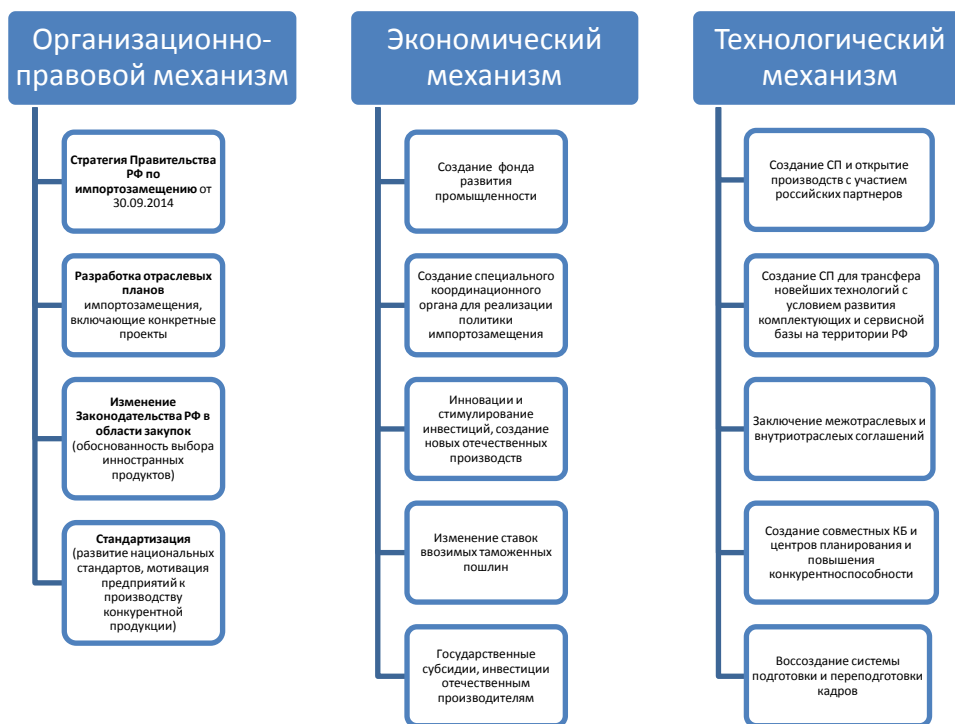 Организационно-
правовой механизм
Стратегия Правительства
РФ по
импортозамещению от
30.09.2014
Разработка отраслевых
планов
импортозамещения,
включающие конкретные
проекты
Изменение
Законодательства РФ в
области закупок
(обоснованность выбора
иностранных
продуктов)
Стандартизация
(развитие национальных
стандартов, мотивация
предприятий к
производству
конкурентной
продукции)
Экономический
механизм
Создание фонда
развития
промыщленности
Создание специального
координационного
органа для реализации
политики
импортозамещения
Инновации и
стимулирование
инвестиций, создание
новых отечественных
производств
Изменение ставок
ввозимых таможенных
пошлин
Государственные
субсидии, инвестиции
отечественным
производителям
Технологический
механизм
Создание СП и открытие
производств с участием
российских партнеров
Создание СП для трансфера
новейших технологий с
условием развития
комплектующих и сервисной
базы на территории РФ
Заключение межотраслевых и
внутриотраслеых соглашений
Создание совместных КБ и
центров планирования и
повышения
конкурентноспособности
Воссоздание системы
подготовки и переподготовки
кадров